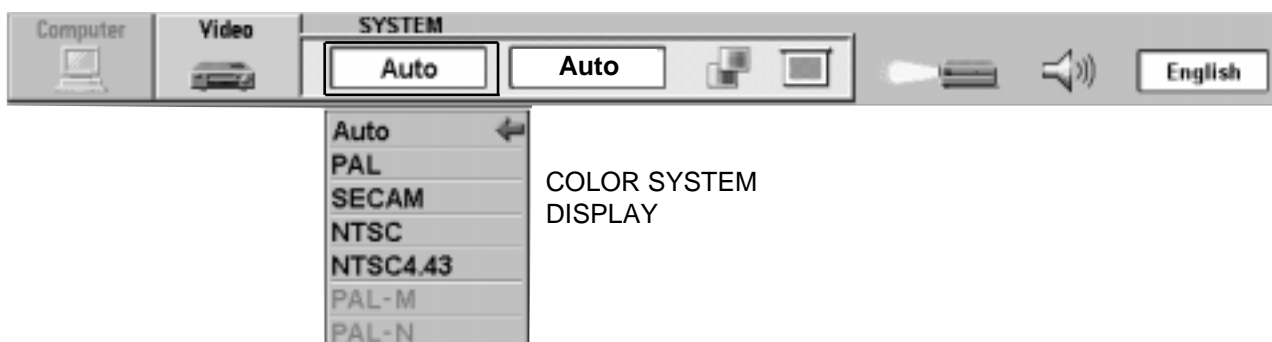 Computer
Video
SYSTEM
Auto
Auto
English
Auto
PAL
SECAM
NTSC
NTSC4.43
PAL-M
PAL-N
COLOR SYSTEM
DISPLAY